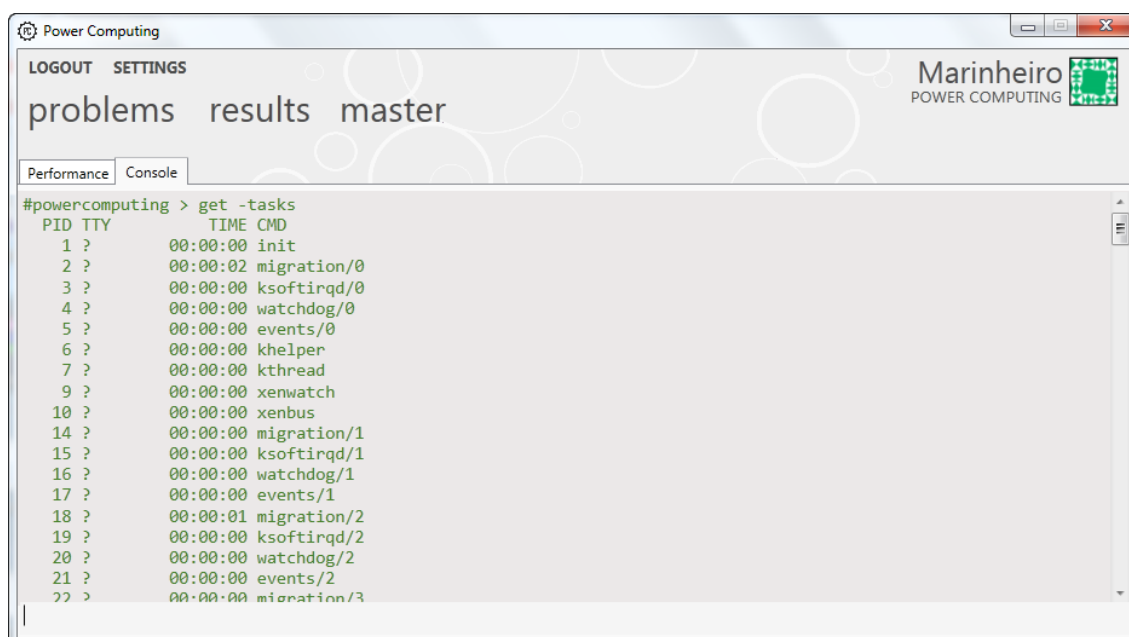 Power Computing
LOGOUT SETTINGS
Marinheiro
POWER COMPUTING
problems results master
Performance Console
#powercomputing > get -tasks
PID TTY TIME CMD
1 ? 00:00:00 init
2 ? 00:00:02 migration/0
3 ? 00:00:00 ksoftirqd/0
4 ? 00:00:00 watchdog/0
5 ? 00:00:00 events/0
6 ? 00:00:00 khelper
7 ? 00:00:00 kthread
9 ? 00:00:00 xenwatch
10 ? 00:00:00 xenbus
14 ? 00:00:00 migration/1
15 ? 00:00:00 ksoftirqd/1
16 ? 00:00:00 watchdog/1
17 ? 00:00:00 events/1
18 ? 00:00:01 migration/2
19 ? 00:00:00 ksoftirqd/2
20 ? 00:00:00 watchdog/2
21 ? 00:00:00 events/2
22 ? 00:00:00 migration/3